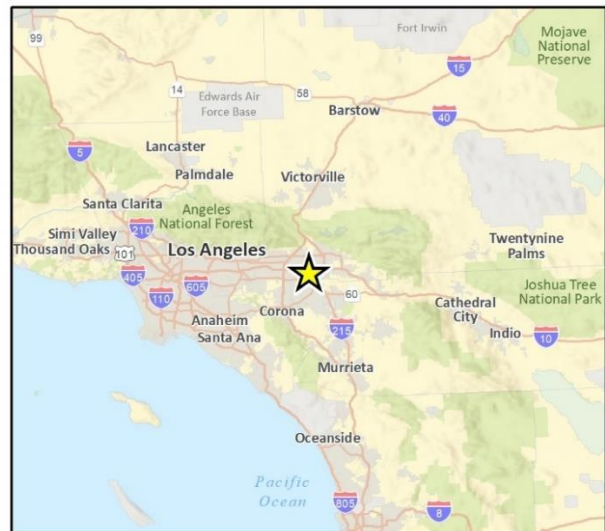 99
Fort Irwin
Mojave
National
Preserve
15
14
58
Edwards Air
Force Base
Barstow
40
5
Lancaster
Palmdale
Victorville
Santa Clarita
Angeles
National Forest
210
Simi Valley
Thousand Oaks
101
Los Angeles
Twentynine
Palms
405
605
110
60
Joshua Tree
National Park
Corona
Cathedral
City
Anaheim
Santa Ana
215
Indio
10
Murrieta
Oceanside
Pacific
Ocean
805
8